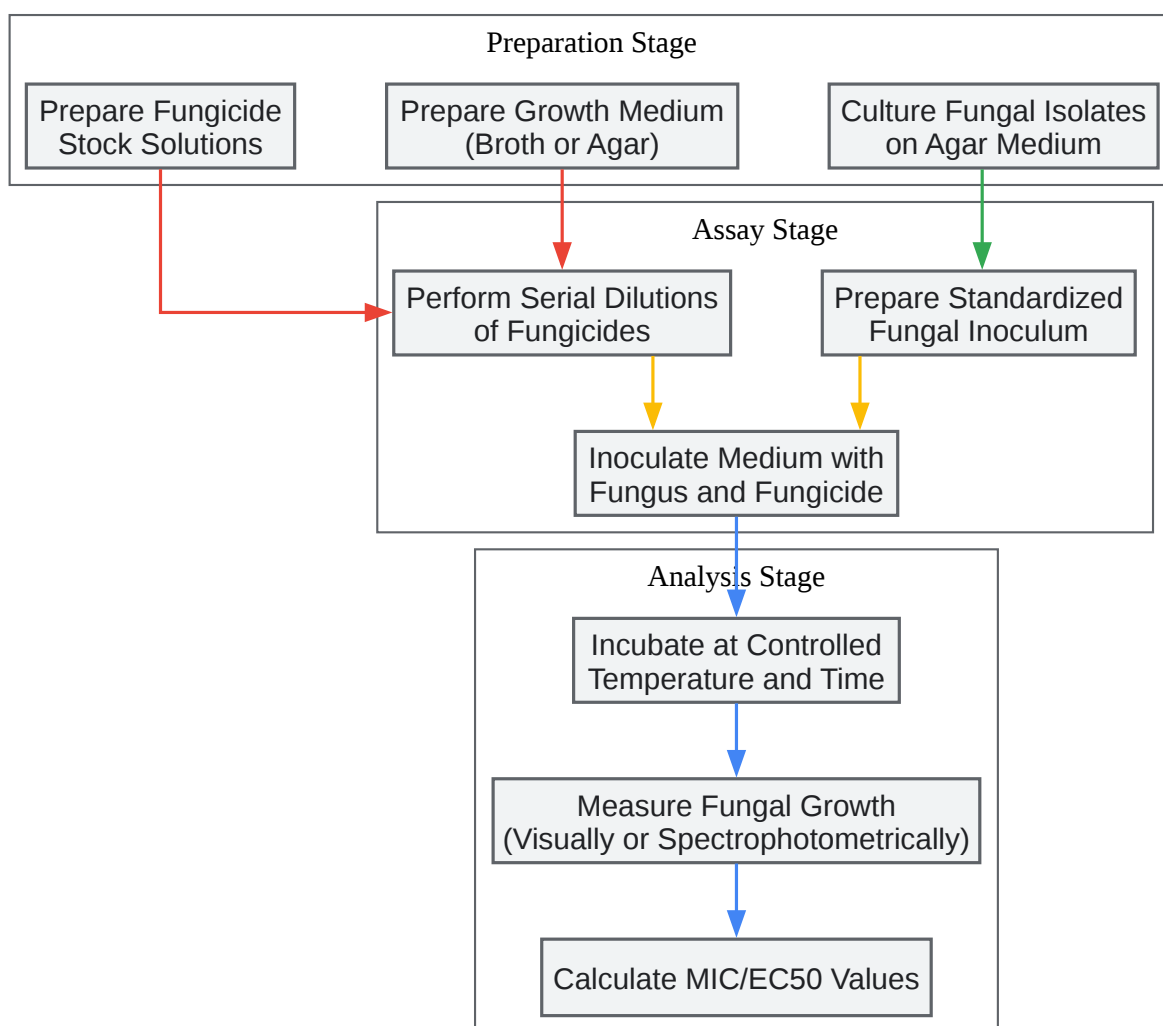 Preparation Stage
Prepare Fungicide
Stock Solutions
Prepare Growth Medium
(Broth or Agar)
Culture Fungal Isolates
on Agar Medium
Assay Stage
Perform Serial Dilutions
of Fungicides
Prepare Standardized
Fungal Inoculum
Inoculate Medium with
Fungus and Fungicide
Analysis Stage
Incubate at Controlled
Temperature and Time
Measure Fungal Growth
(Visually or Spectrophotometrically)
Calculate MIC/EC50 Values